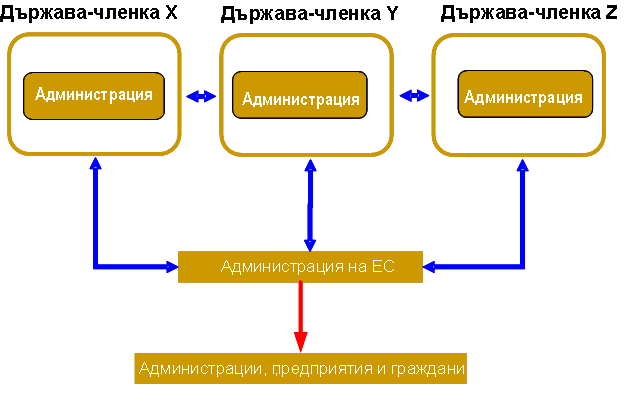 Държава-членка X
Държава-членка Y
Държава-членка Z
Администрация
Администрация
Администрация
Администрация на ЕС
Администрации, предприятия и граждани